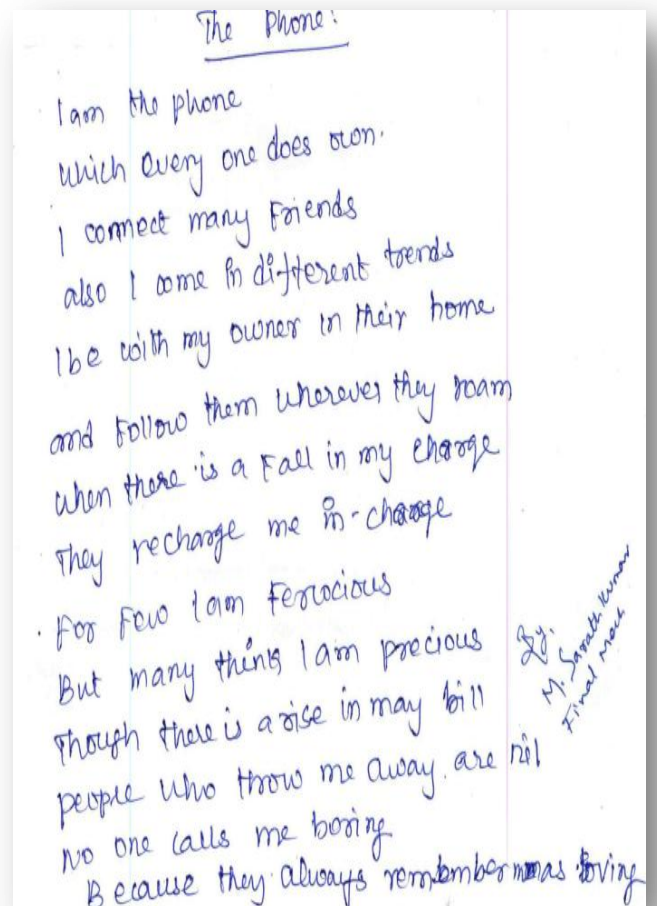 The Phone:
I am the phone
which every one does own.
I connect many Friends
also I come in different trends
I be with my owner in their home
and Follow them wherever they roam
when there is a Fall in my charge
They recharge me in-charge
For Few I am Ferocious
But many thinks I am precious
Though there is a rise in may bill
people who throw me away. are nil
No one calls me boring
Because they always remember as loving
By.
M. Sarath Kumar
Final Mech